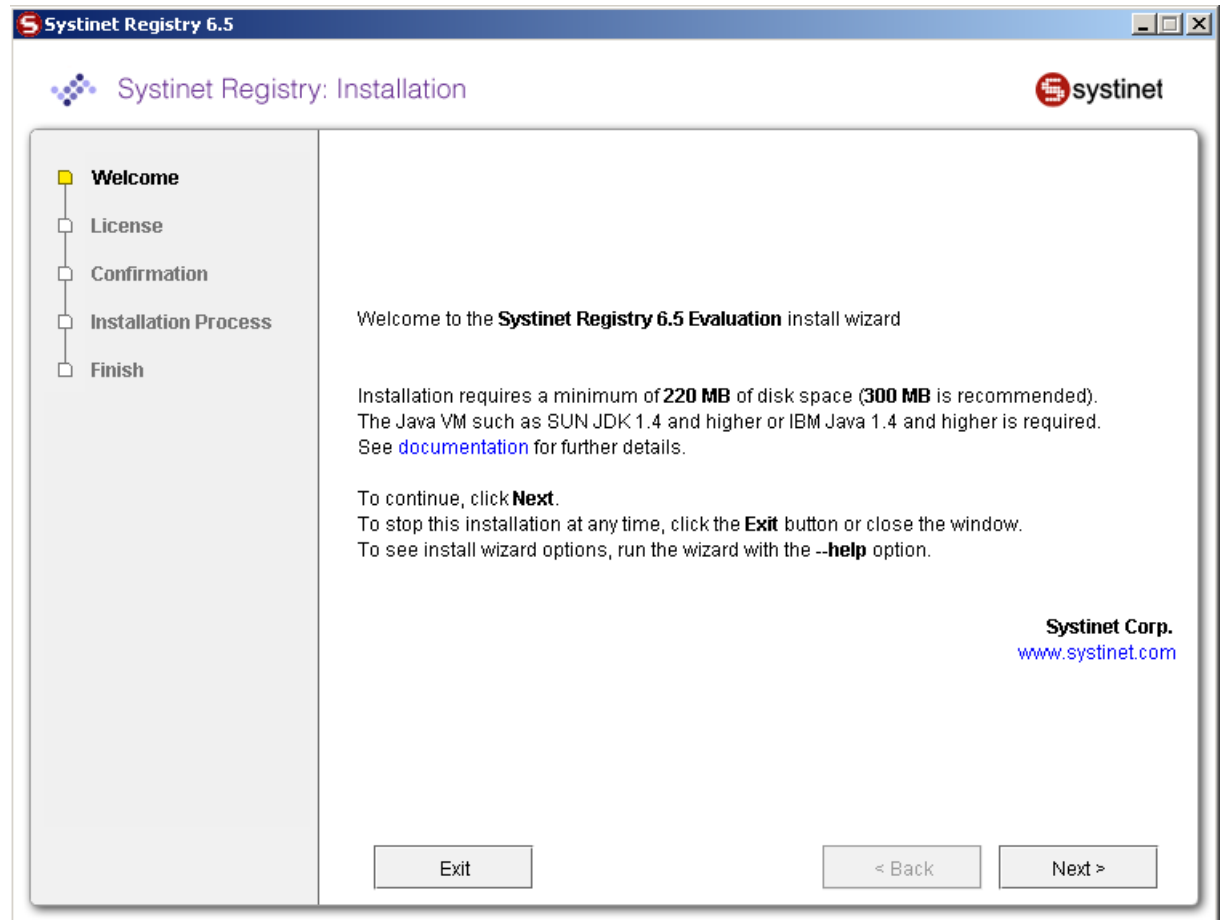 Systinet Registry 6.5
Systinet Registry: Installation
systinet
Welcome
License
Confirmation
Installation Process
Finish
Welcome to the Systinet Registry 6.5 Evaluation install wizard
Installation requires a minimum of 220 MB of disk space (300 MB is recommended).
The Java VM such as SUN JDK 1.4 and higher or IBM Java 1.4 and higher is required.
See documentation for further details.
To continue, click Next.
To stop this installation at any time, click the Exit button or close the window.
To see install wizard options, run the wizard with the --help option.
Systinet Corp.
www.systinet.com
Exit
< Back
Next >